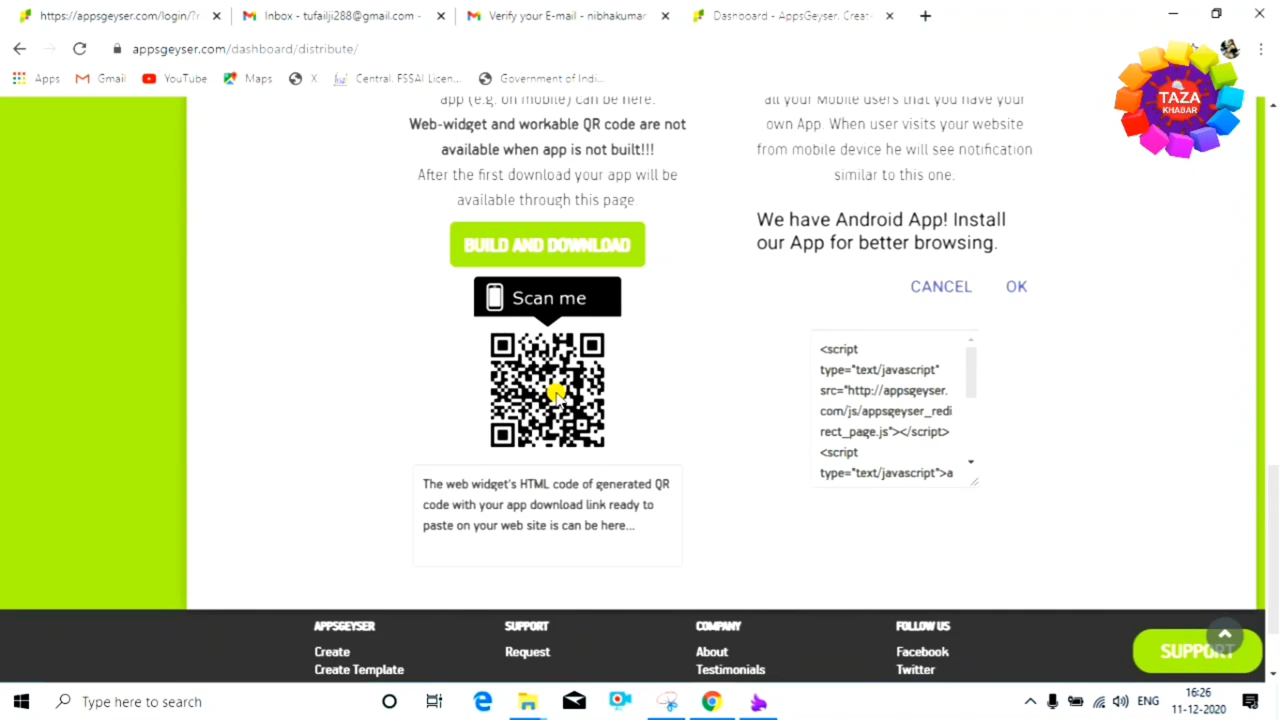 https://appsgeyser.com/login/?r
Inbox - tufailji288@gmail.com -
Verify your E-mail - nibhakumar
Dashboard - AppsGeyser. Create
appsgeyser.com/dashboard/distribute/
Apps
Gmail
YouTube
Maps
X
Central. FSSAI Licen...
Government of Indi...
TAZA
KHABAR
app (e.g. on mobile) can be here.
Web-widget and workable QR code are not
available when app is not built!!!
After the first download your app will be
available through this page.
BUILD AND DOWNLOAD
Scan me
The web widget's HTML code of generated QR
code with your app download link ready to
paste on your web site is can be here...
all your Mobile users that you have your
own App. When user visits your website
from mobile device he will see notification
similar to this one.
We have Android App! Install
our App for better browsing.
CANCEL OK
<script
type="text/javascript"
src="http://appsgeyser.
com/js/appsgeyser_redi
rect_page.js"></script>
<script
type="text/javascript">a
APPSGEYSER
Create
Create Template
SUPPORT
Request
COMPANY
About
Testimonials
FOLLOW US
Facebook
Twitter
SUPPORT
Type here to search
ENG
16:26
11-12-2020